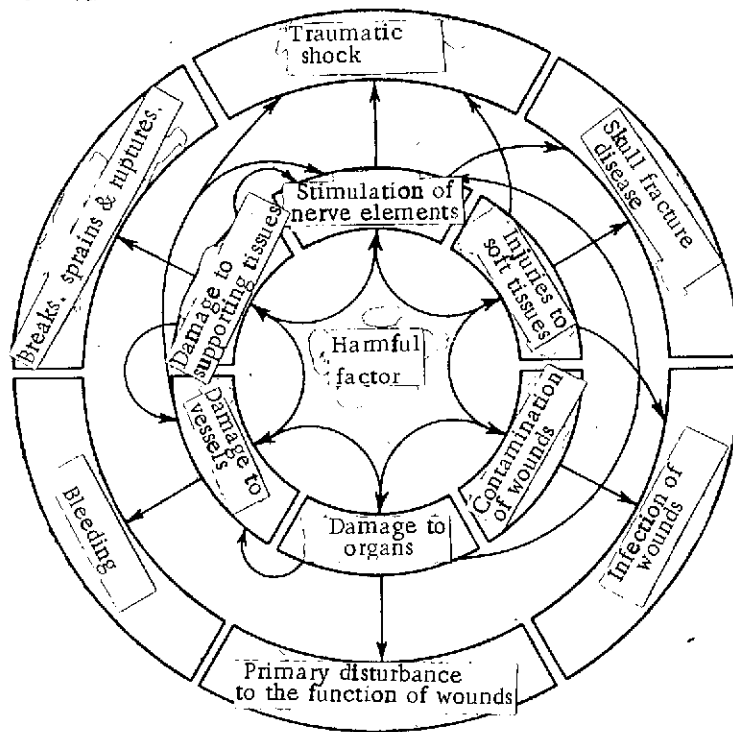 Traumatic
shock
Breaks, sprains & ruptures.
Skull fracture
disease
Stimulation of
nerve elements
Damage to
supporting tissues
Injuries to
soft tissues
Harmful
factor
Damage to
vessels
Contamination
of wounds
Damage to
organs
Bleeding
Infection of
wounds
Primary disturbance
to the function of wounds